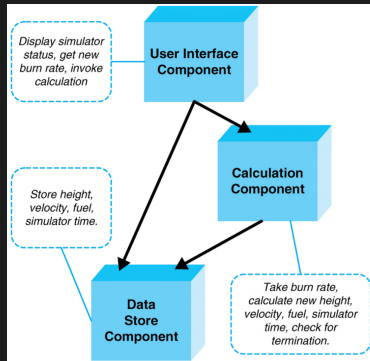 Display simulator
status, get new
burn rate, invoke
calculation
User Interface
Component
Calculation
Component
Store height,
velocity, fuel,
simulator time.
Data
Store
Component
Take burn rate,
calculate new height,
velocity, fuel, simulator
time, check for
termination.